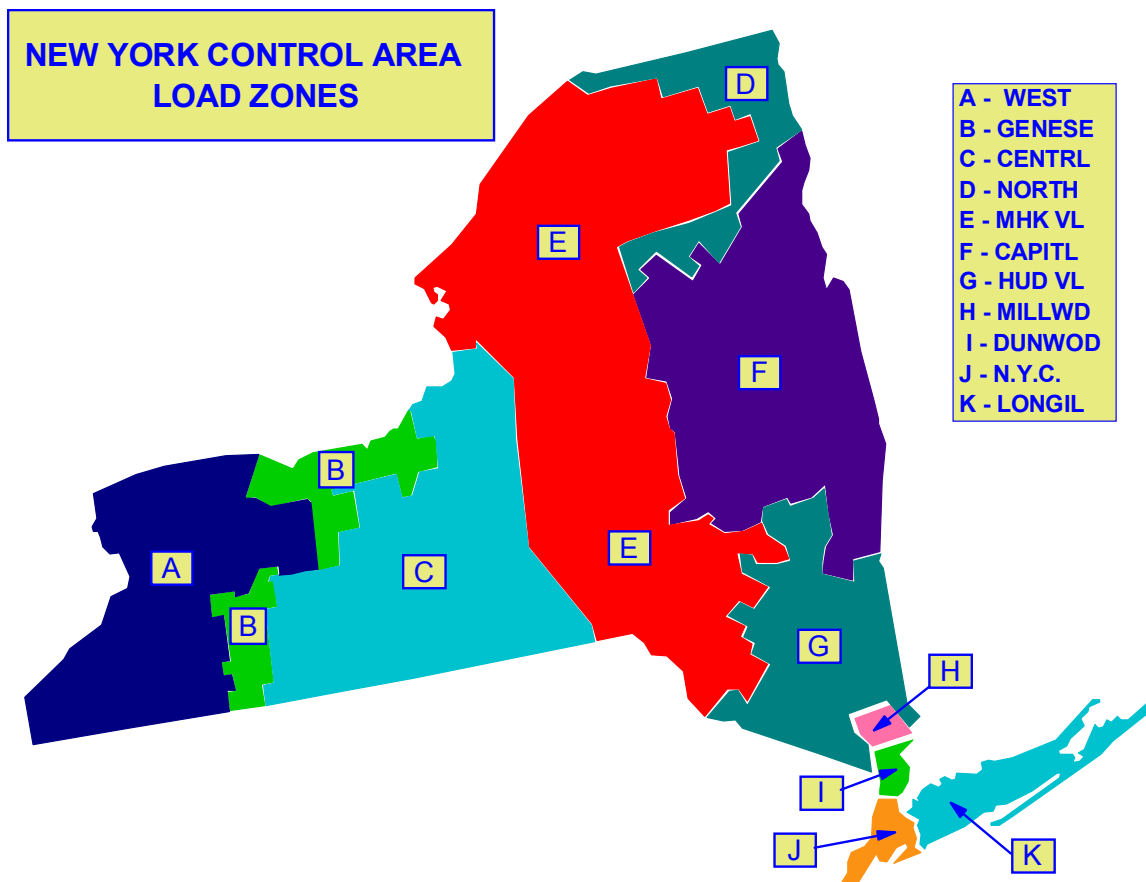 NEW YORK CONTROL AREA
LOAD ZONES
A - WEST
B - GENESE
C - CENTRL
D - NORTH
E - MHK VL
F - CAPITL
G - HUD VL
H - MILLWD
I - DUNWOD
J - N.Y.C.
K - LONGIL
D
E
F
B
E
A
C
B
G
H
I
J
K